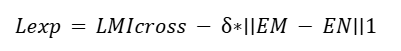 Lexp = LMIcross − δ∗||EM − EN||1